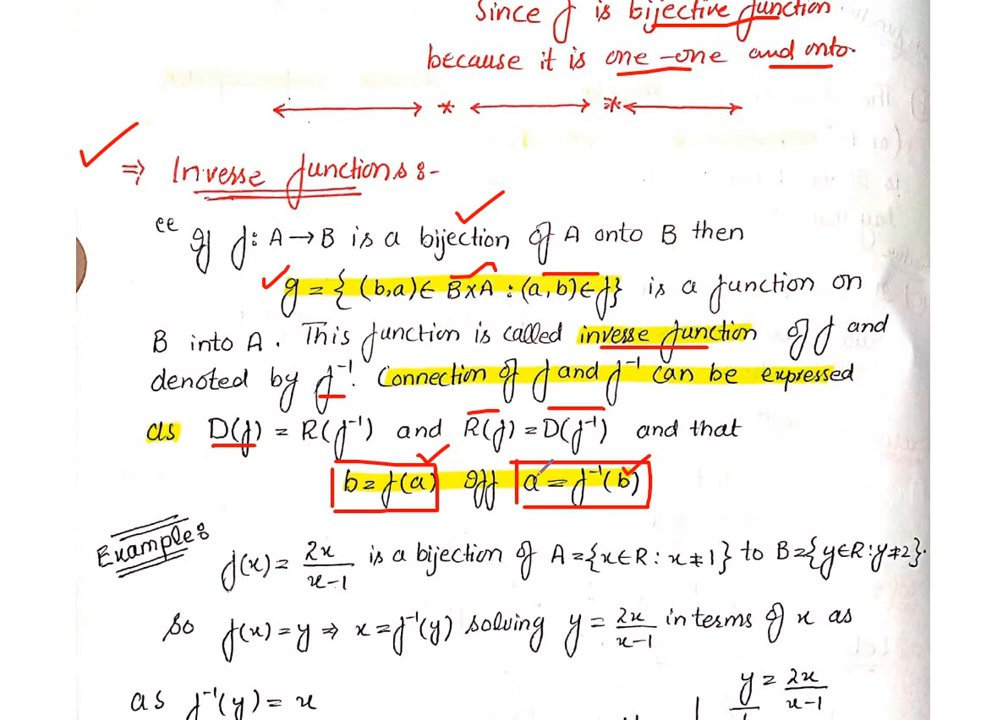 Since f is bijective function.
because it is one-one and onto.
⇒ Inverse functions :-
"If f: A→B is a bijection of A onto B then
g = { (b,a) ∈ B×A : (a,b) ∈ f} is a function on
B into A. This function is called inverse function of f and
denoted by f⁻¹. Connection of f and f⁻¹ can be expressed
as D(f) = R(f⁻¹) and R(f) = D(f⁻¹) and that
b = f(a) iff a = f⁻¹(b)
Example: f(x) = 2x/x-1 is a bijection of A={x∈R : x≠1} to B={y∈R : y≠2}.
So f(x) = y ⇒ x = f⁻¹(y) solving y = 2x/x-1 in terms of x as
as f⁻¹(y) = x
y = 2x/x-1